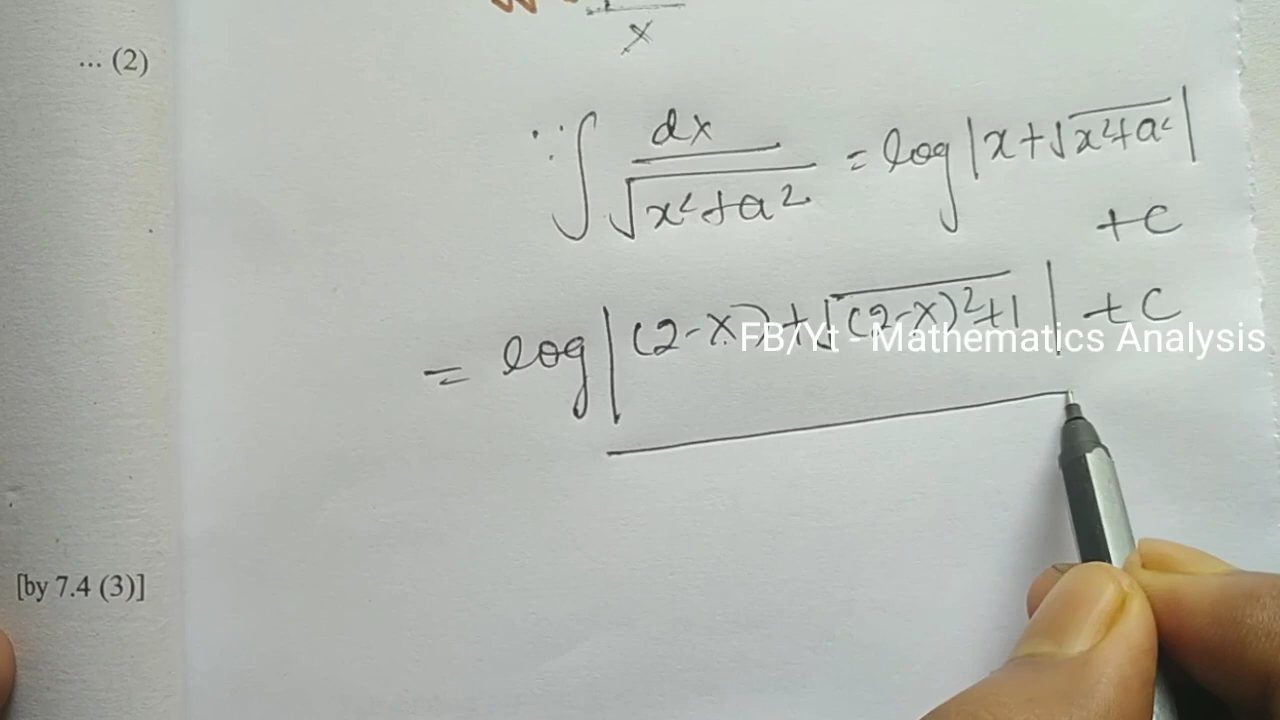 ... (2)
x
∵ ∫ dx / √(x²+a²) = log |x+√(x²+a²)|
+c
= log |(2-x)+√((2-x)²+1)| + c
FB/Yt - Mathematics Analysis
[by 7.4 (3)]